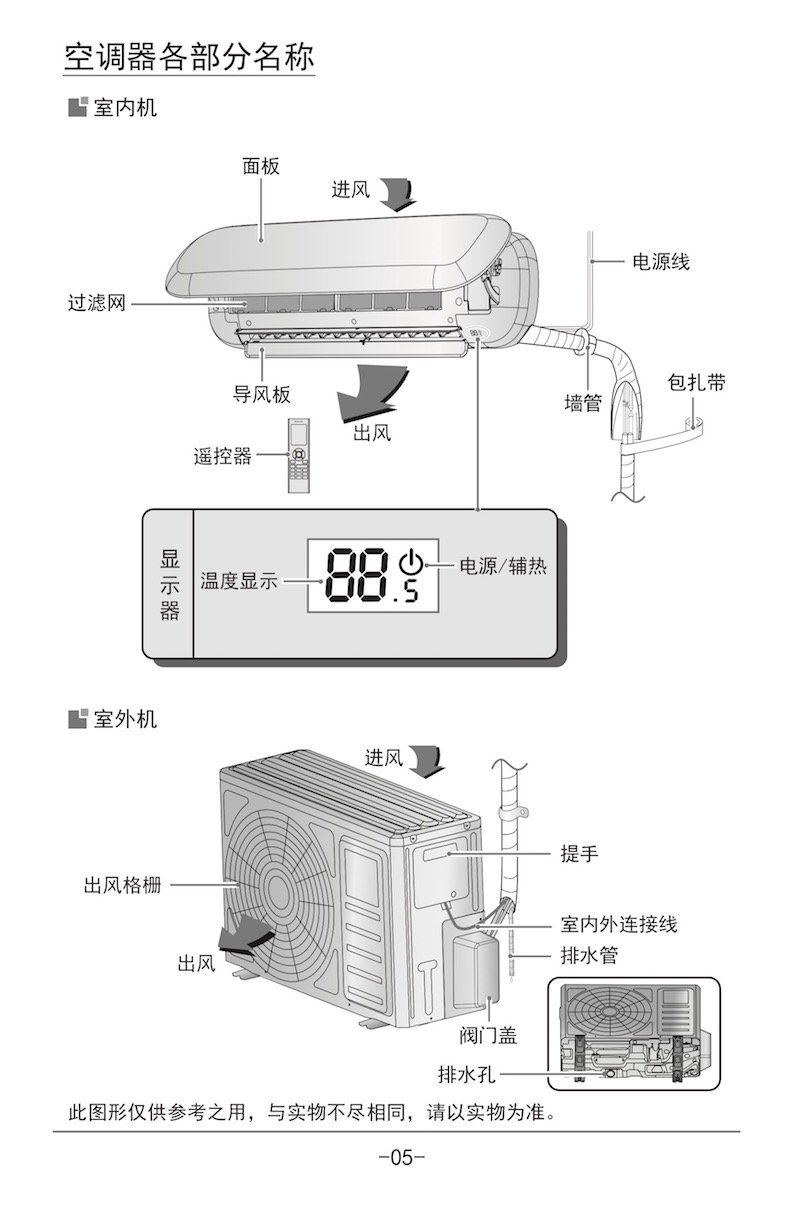 空调器各部分名称
室内机
面板
进风
电源线
过滤网
导风板
墙管
包扎带
出风
遥控器
显示器
温度显示
88.5
电源/辅热
室外机
进风
提手
出风格栅
室内外连接线
排水管
出风
阀门盖
排水孔
此图形仅供参考之用，与实物不尽相同，请以实物为准。
-05-